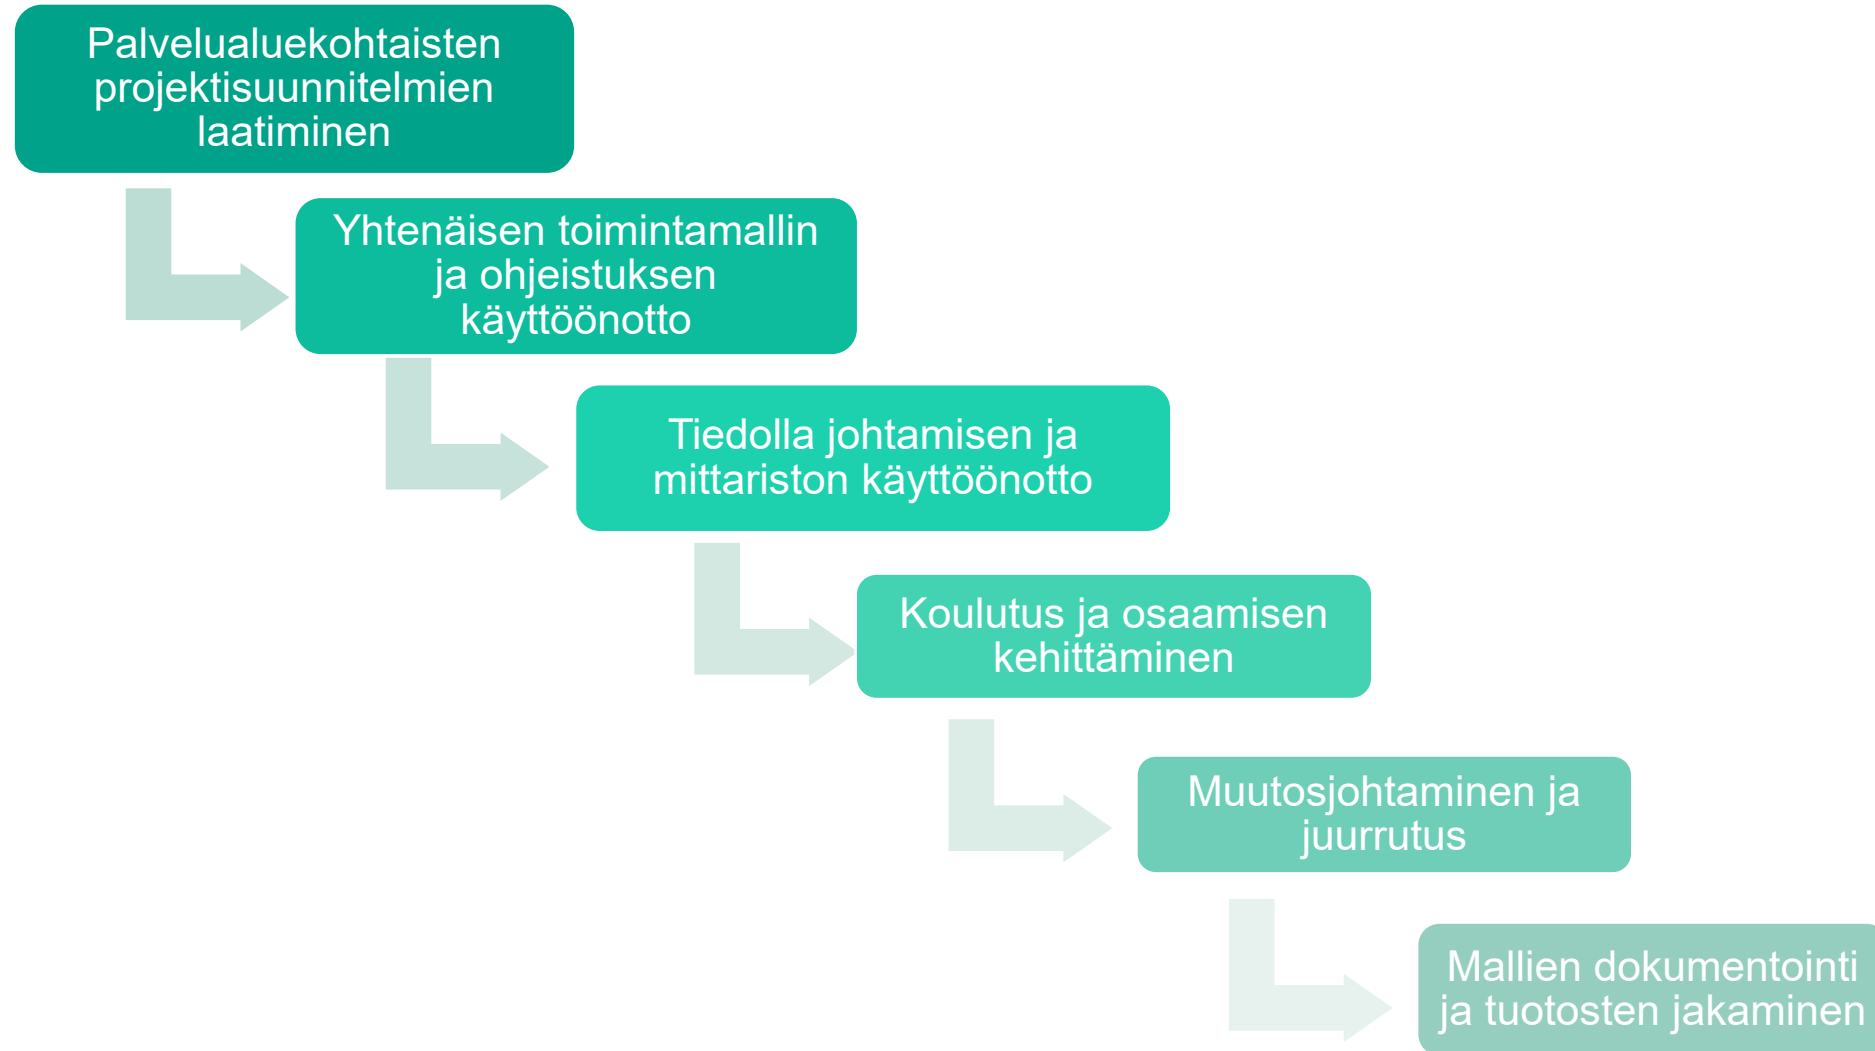 Palvelualuekohtaisten
projektisuunnitelmien
laatiminen
Yhtenäisen toimintamallin
ja ohjeistuksen
käyttöönotto
Tiedolla johtamisen ja
mittariston käyttöönotto
Koulutus ja osaamisen
kehittäminen
Muutosjohtaminen ja
juurrutus
Mallien dokumentointi
ja tuotosten jakaminen